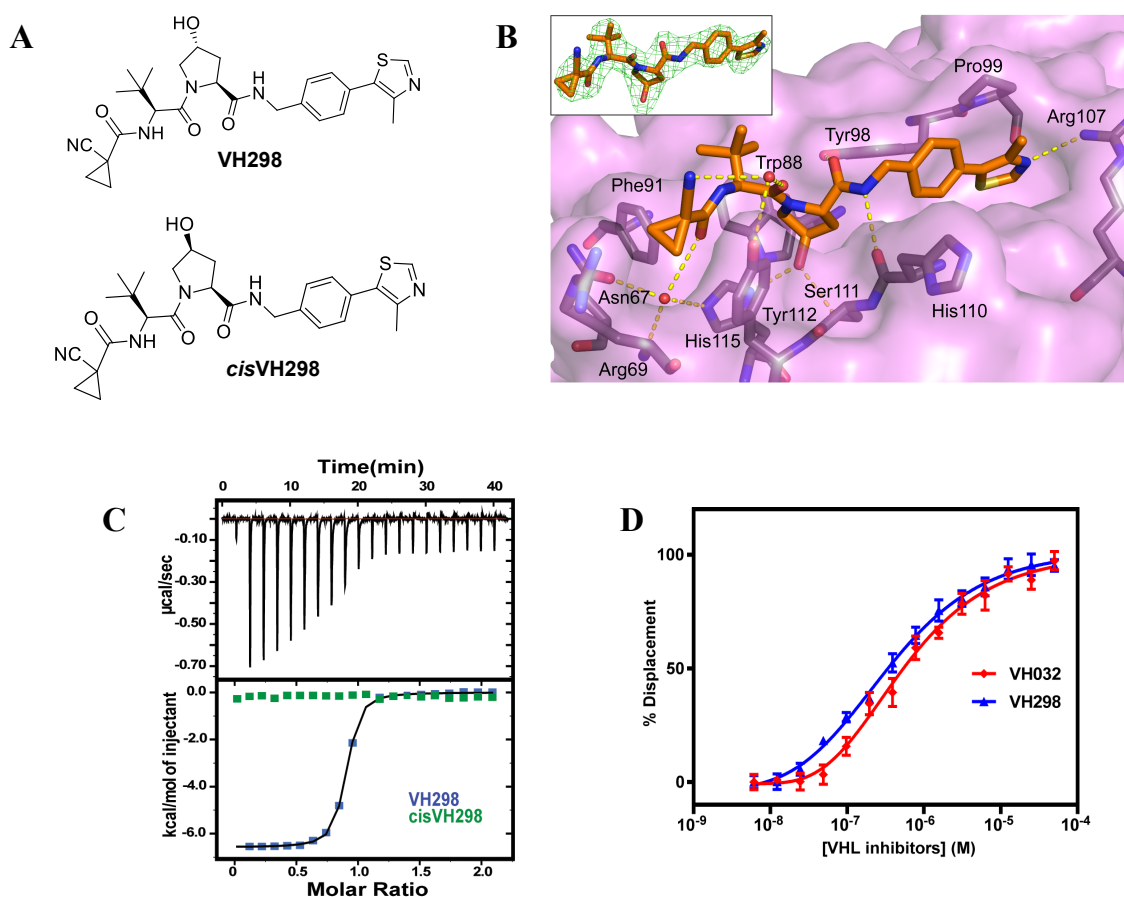 A
HO
S
N
N
O
NH
O
HN
O
NC
VH298
HO
S
N
N
O
NH
O
HN
O
NC
cisVH298
B
Pro99
Arg107
Tyr98
Trp88
Phe91
Asn67
Ser111
Tyr112
His110
His115
Arg69
C
Time(min)
0 10 20 30 40
µcal/sec
-0.10
-0.30
-0.50
-0.70
kcal/mol of injectant
0.0
-2.0
-4.0
-6.0
VH298
cisVH298
0 0.5 1.0 1.5 2.0
Molar Ratio
D
% Displacement
100
50
0
VH032
VH298
10-9 10-8 10-7 10-6 10-5 10-4
[VHL inhibitors] (M)